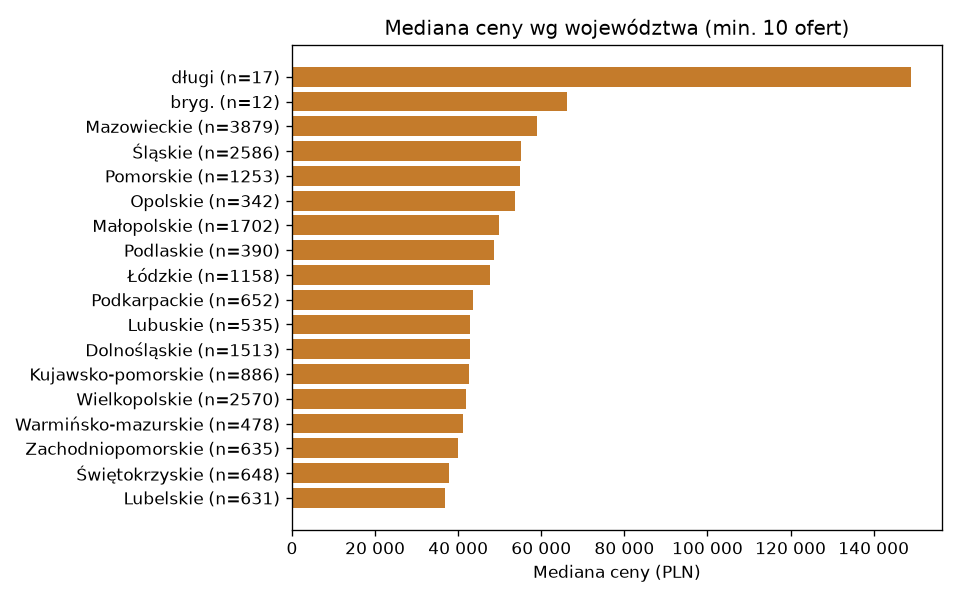 Mediana ceny wg województwa (min. 10 ofert)
długi (n=17)
bryg. (n=12)
Mazowieckie (n=3879)
Śląskie (n=2586)
Pomorskie (n=1253)
Opolskie (n=342)
Małopolskie (n=1702)
Podlaskie (n=390)
Łódzkie (n=1158)
Podkarpackie (n=652)
Lubuskie (n=535)
Dolnośląskie (n=1513)
Kujawsko-pomorskie (n=886)
Wielkopolskie (n=2570)
Warmińsko-mazurskie (n=478)
Zachodniopomorskie (n=635)
Świętokrzyskie (n=648)
Lubelskie (n=631)
0 20 000 40 000 60 000 80 000 100 000 120 000 140 000
Mediana ceny (PLN)